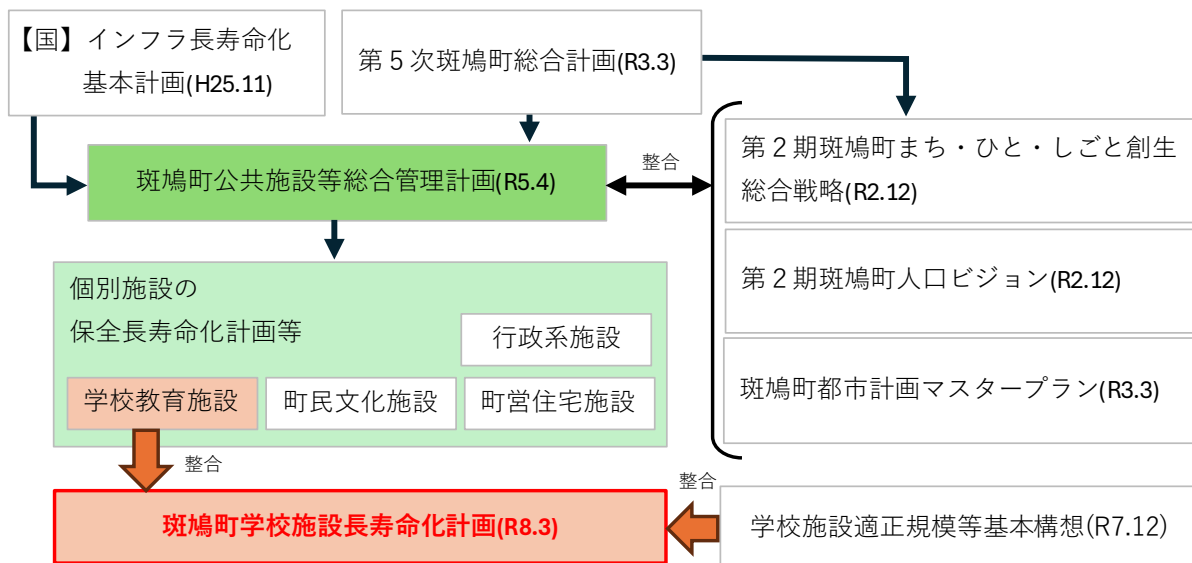 【国】インフラ長寿命化
基本計画(H25.11)
第５次斑鳩町総合計画(R3.3)
斑鳩町公共施設等総合管理計画(R5.4)
整合
第２期斑鳩町まち・ひと・しごと創生
総合戦略(R2.12)
第２期斑鳩町人口ビジョン(R2.12)
斑鳩町都市計画マスタープラン(R3.3)
個別施設の
保全長寿命化計画等
行政系施設
学校教育施設
町民文化施設
町営住宅施設
整合
斑鳩町学校施設長寿命化計画(R8.3)
整合
学校施設適正規模等基本構想(R7.12)